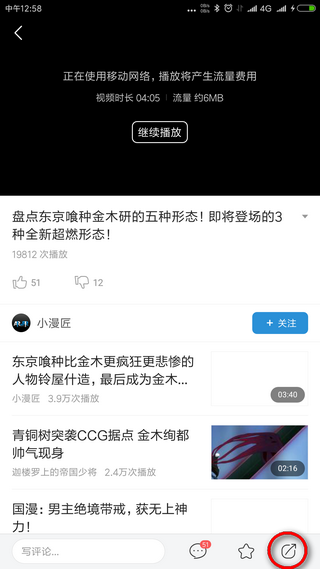 中午12:58
4G
正在使用移动网络，播放将产生流量费用
视频时长 04:05 | 流量 约6MB
继续播放
盘点东京喰种金木研的五种形态！即将登场的3
种全新超燃形态！
19812 次播放
51
12
小漫匠
+ 关注
东京喰种比金木更疯狂更悲惨的
人物铃屋什造，最后成为金木...
小漫匠 3.9万次播放
03:40
青铜树突袭CCG据点 金木绚都
帅气现身
迦楼罗上的帝国少将 2.4万次播放
02:16
国漫：男主绝境带戒，获无上神
力！
写评论...
51